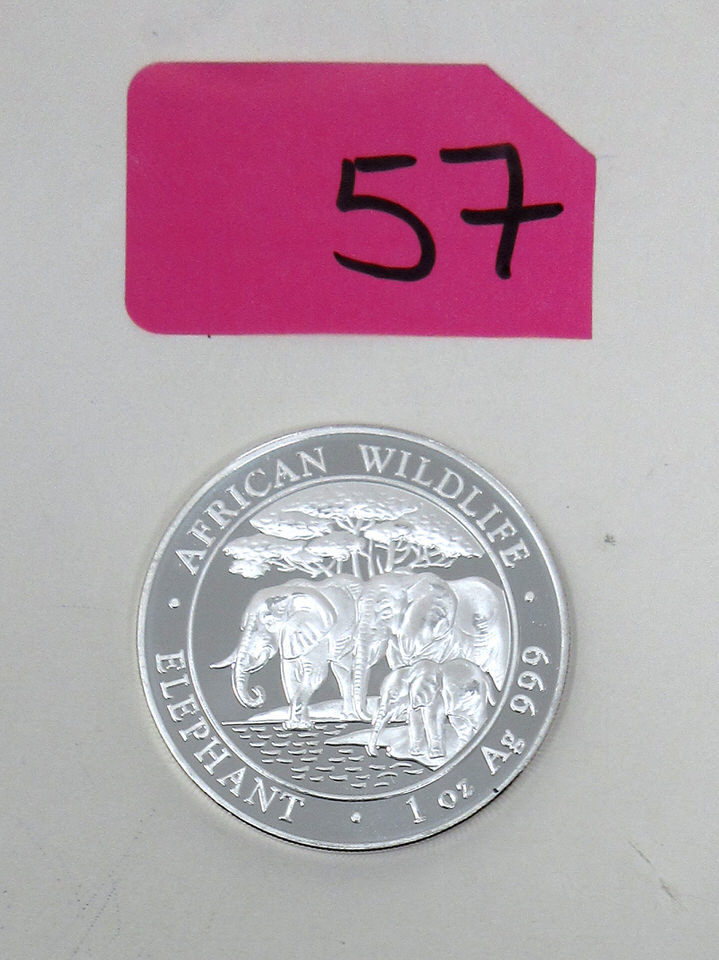 57
AFRICAN WILDLIFE
ELEPHANT • 1 oz Ag 999